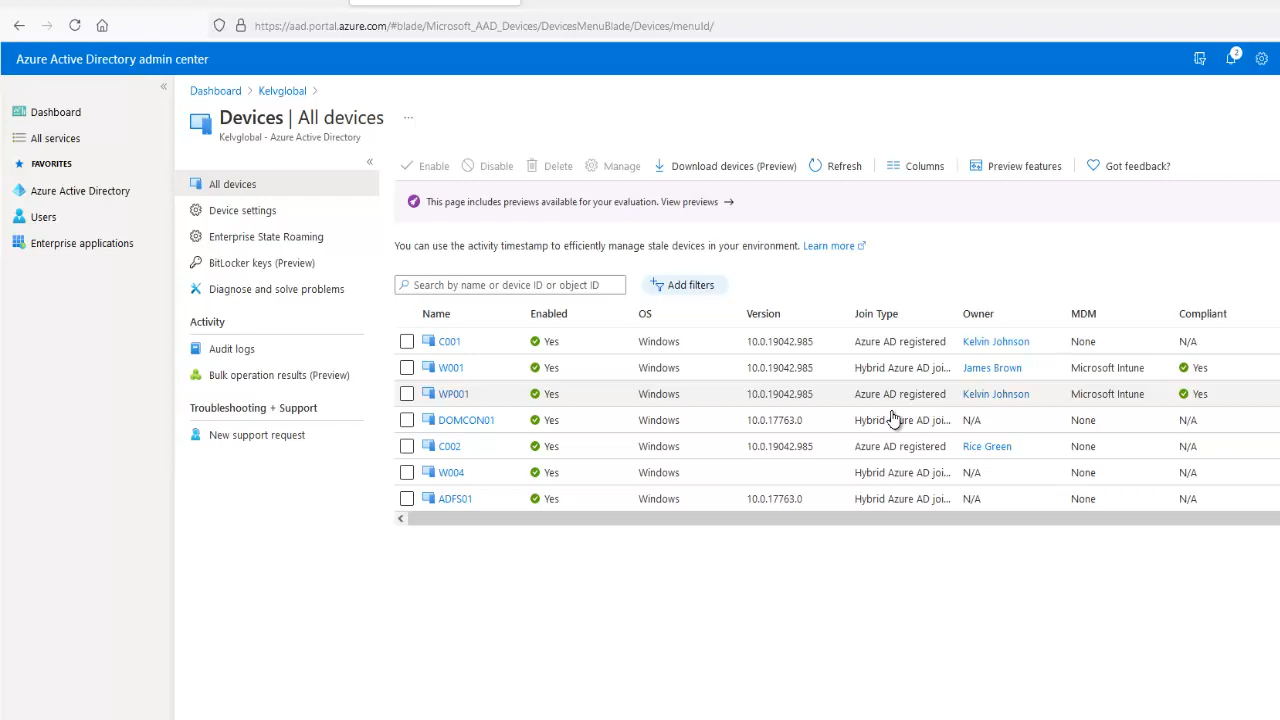 https://aad.portal.azure.com/#blade/Microsoft_AAD_Devices/DevicesMenuBlade/Devices/menuId/
Azure Active Directory admin center
2
Dashboard
All services
FAVORITES
Azure Active Directory
Users
Enterprise applications
Dashboard > Kelvglobal >
Devices | All devices ...
Kelvglobal - Azure Active Directory
All devices
Device settings
Enterprise State Roaming
BitLocker keys (Preview)
Diagnose and solve problems
Activity
Audit logs
Bulk operation results (Preview)
Troubleshooting + Support
New support request
Enable Disable Delete Manage Download devices (Preview) Refresh Columns Preview features Got feedback?
This page includes previews available for your evaluation. View previews →
You can use the activity timestamp to efficiently manage stale devices in your environment. Learn more
Search by name or device ID or object ID Add filters
Name Enabled OS Version Join Type Owner MDM Compliant
C001 Yes Windows 10.0.19042.985 Azure AD registered Kelvin Johnson None N/A
W001 Yes Windows 10.0.19042.985 Hybrid Azure AD joi... James Brown Microsoft Intune Yes
WP001 Yes Windows 10.0.19042.985 Azure AD registered Kelvin Johnson Microsoft Intune Yes
DOMCON01 Yes Windows 10.0.17763.0 Hybrid Azure AD joi... N/A None N/A
C002 Yes Windows 10.0.19042.985 Azure AD registered Rice Green None N/A
W004 Yes Windows Hybrid Azure AD joi... N/A None N/A
ADFS01 Yes Windows 10.0.17763.0 Hybrid Azure AD joi... N/A None N/A